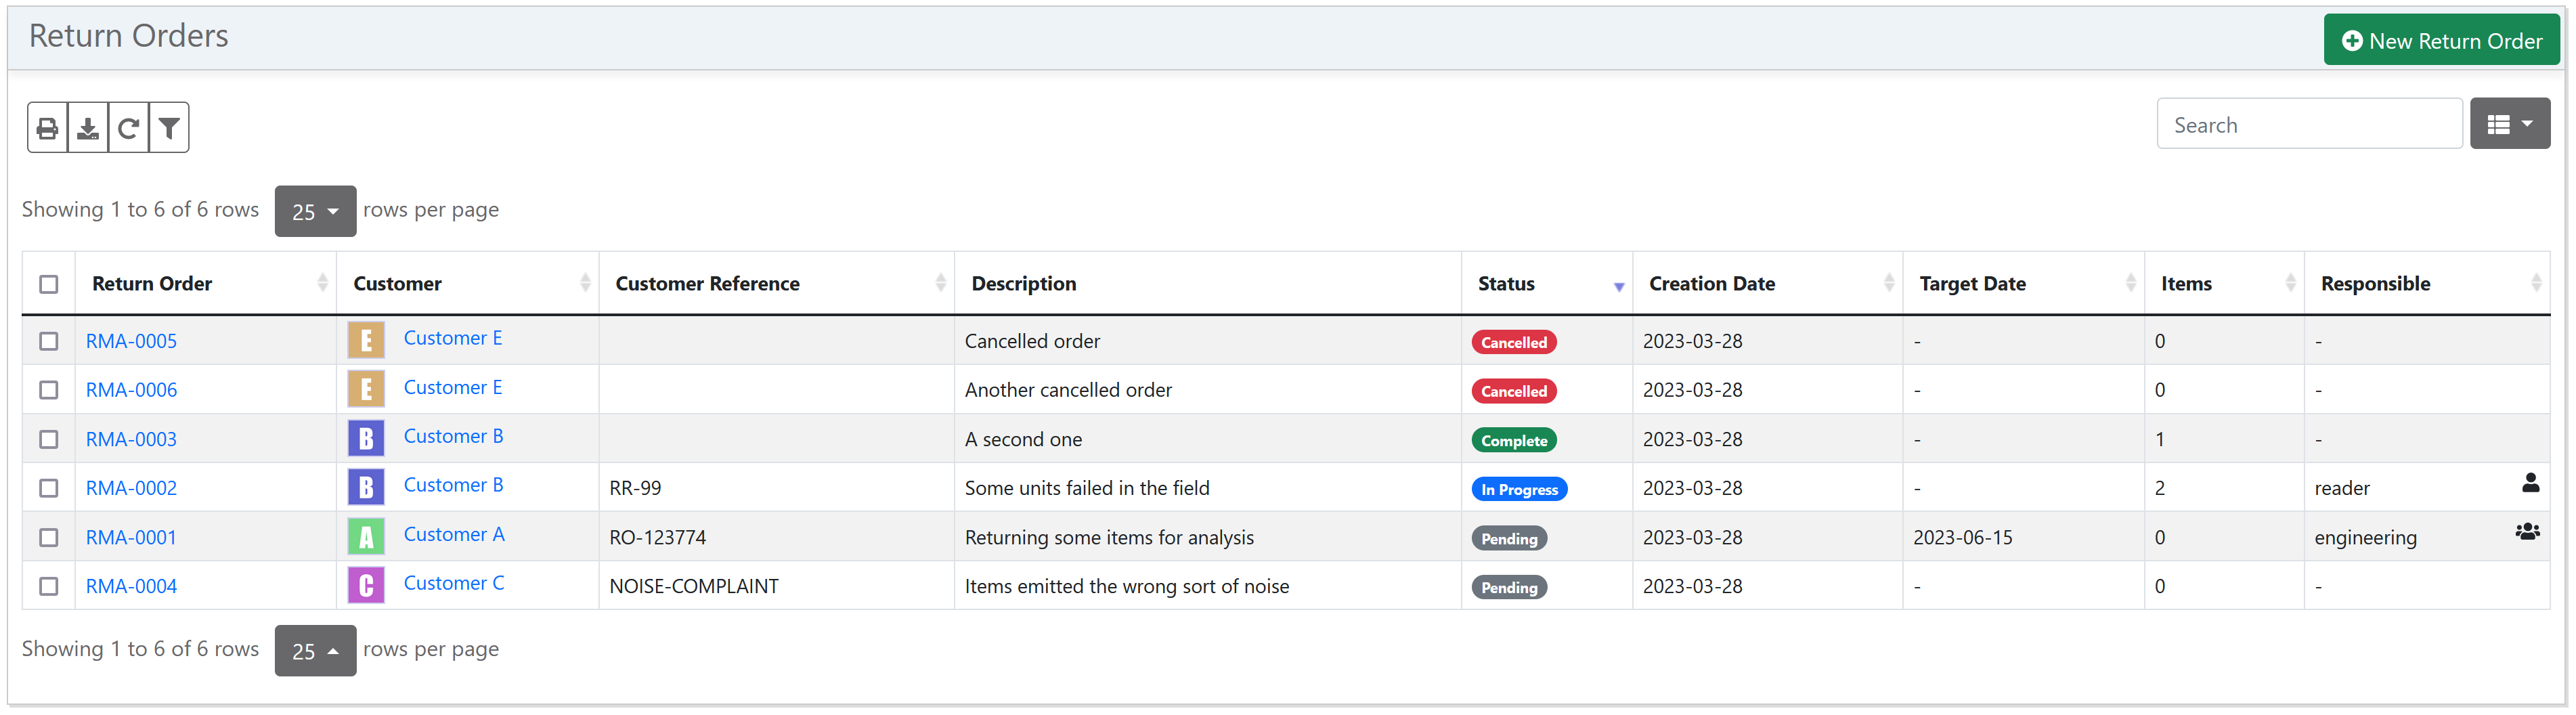 Return Orders
New Return Order
Search
Showing 1 to 6 of 6 rows 25 rows per page
Return Order Customer Customer Reference Description Status Creation Date Target Date Items Responsible
RMA-0005 E Customer E Cancelled order Cancelled 2023-03-28 - 0 -
RMA-0006 E Customer E Another cancelled order Cancelled 2023-03-28 - 0 -
RMA-0003 B Customer B A second one Complete 2023-03-28 - 1 -
RMA-0002 B Customer B RR-99 Some units failed in the field In Progress 2023-03-28 - 2 reader
RMA-0001 A Customer A RO-123774 Returning some items for analysis Pending 2023-03-28 2023-06-15 0 engineering
RMA-0004 C Customer C NOISE-COMPLAINT Items emitted the wrong sort of noise Pending 2023-03-28 - 0 -
Showing 1 to 6 of 6 rows 25 rows per page